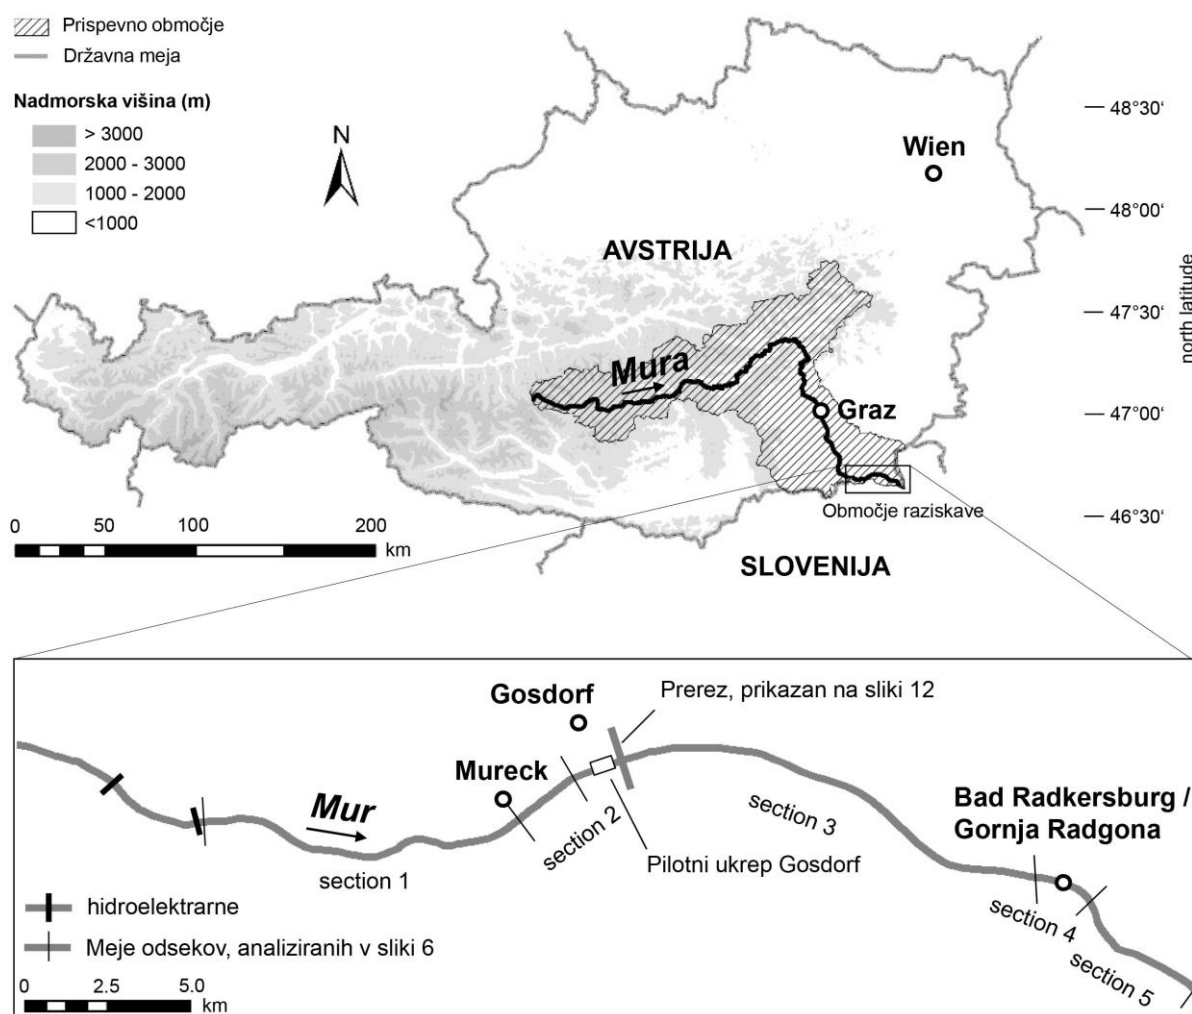 Prispevno območje
Državna meja
Nadmorska višina (m)
> 3000
2000 - 3000
1000 - 2000
<1000
N
Wien
AVSTRIJA
Mura
Graz
Območje raziskave
SLOVENIJA
48°30‘
48°00‘
47°30‘
47°00‘
46°30‘
north latitude
0 50 100 200
km
Gosdorf
Prerez, prikazan na sliki 12
Mureck
Mur
section 1
section 2
section 3
Pilotni ukrep Gosdorf
Bad Radkersburg /
Gornja Radgona
section 4
section 5
hidroelektrarne
Meje odsekov, analiziranih v sliki 6
0 2.5 5.0
km